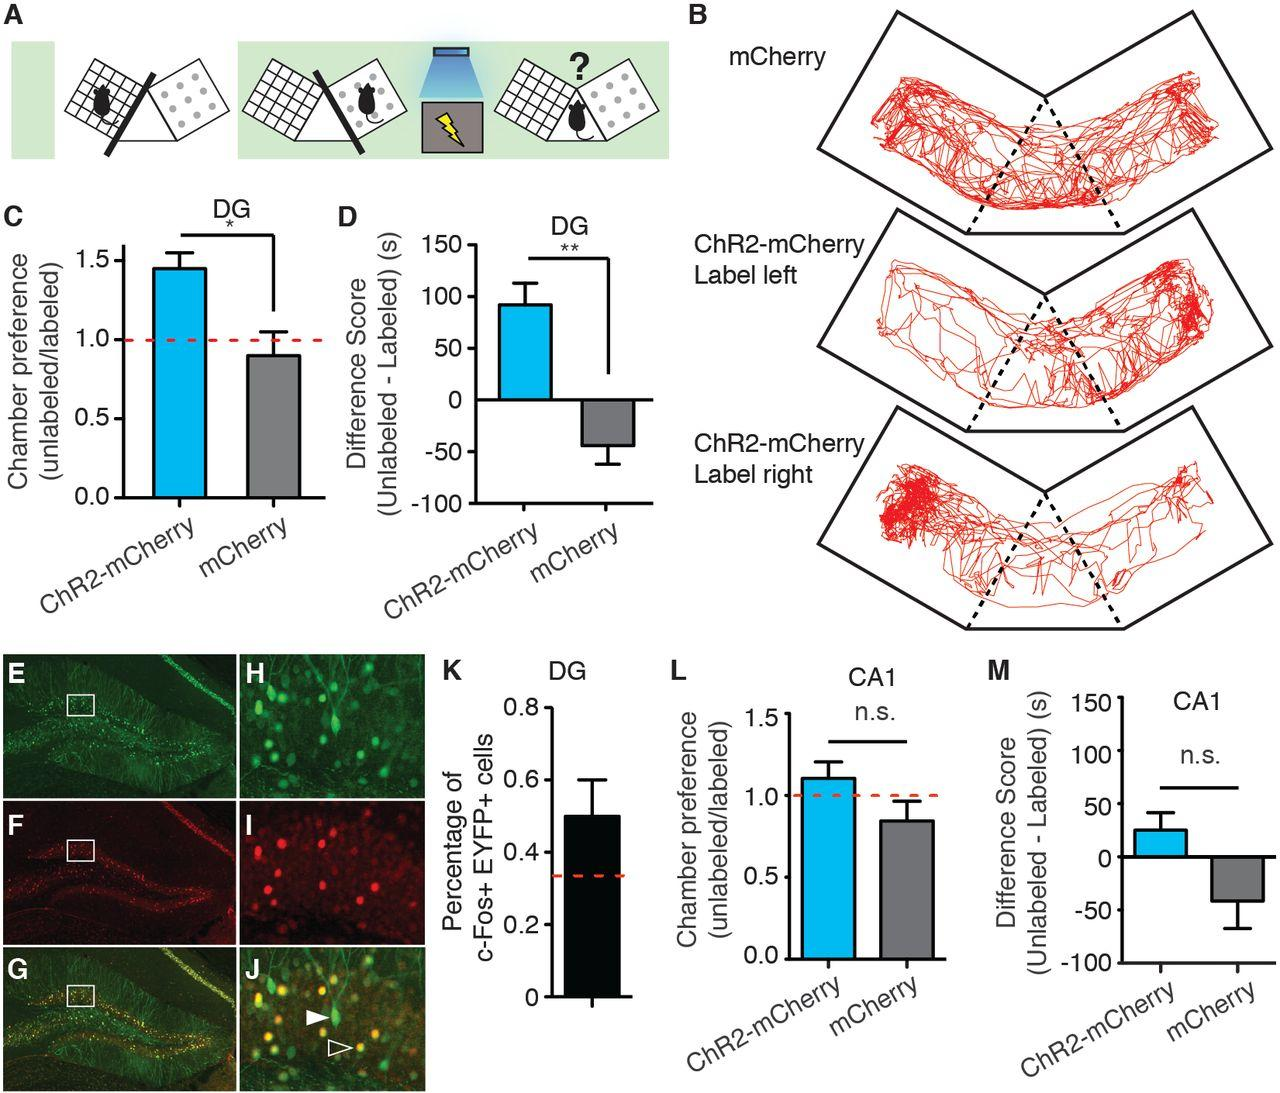 A
?
B
mCherry
ChR2-mCherry
Label left
ChR2-mCherry
Label right
C
DG
*
Chamber preference
(unlabeled/labeled)
1.5
1.0
0.5
0.0
ChR2-mCherry
mCherry
D
DG
**
Difference Score
(Unlabeled - Labeled) (s)
150
100
50
0
-50
-100
ChR2-mCherry
mCherry
E
H
F
I
G
J
K
DG
Percentage of
c-Fos+ EYFP+ cells
0.8
0.6
0.4
0.2
0
L
CA1
n.s.
Chamber preference
(unlabeled/labeled)
1.5
1.0
0.5
0.0
ChR2-mCherry
mCherry
M
CA1
n.s.
Difference Score
(Unlabeled - Labeled) (s)
150
100
50
0
-50
-100
ChR2-mCherry
mCherry